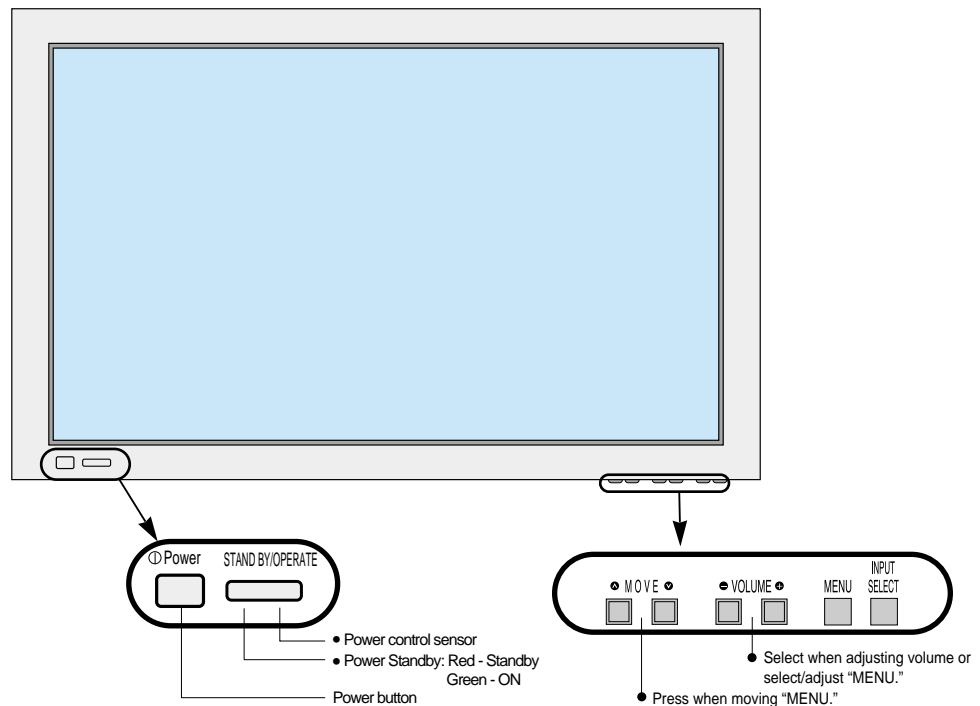 Power STAND BY/OPERATE
• Power control sensor
• Power Standby: Red - Standby
Green - ON
Power button
INPUT
MOVE VOLUME MENU SELECT
• Select when adjusting volume or
select/adjust “MENU.”
• Press when moving “MENU.”